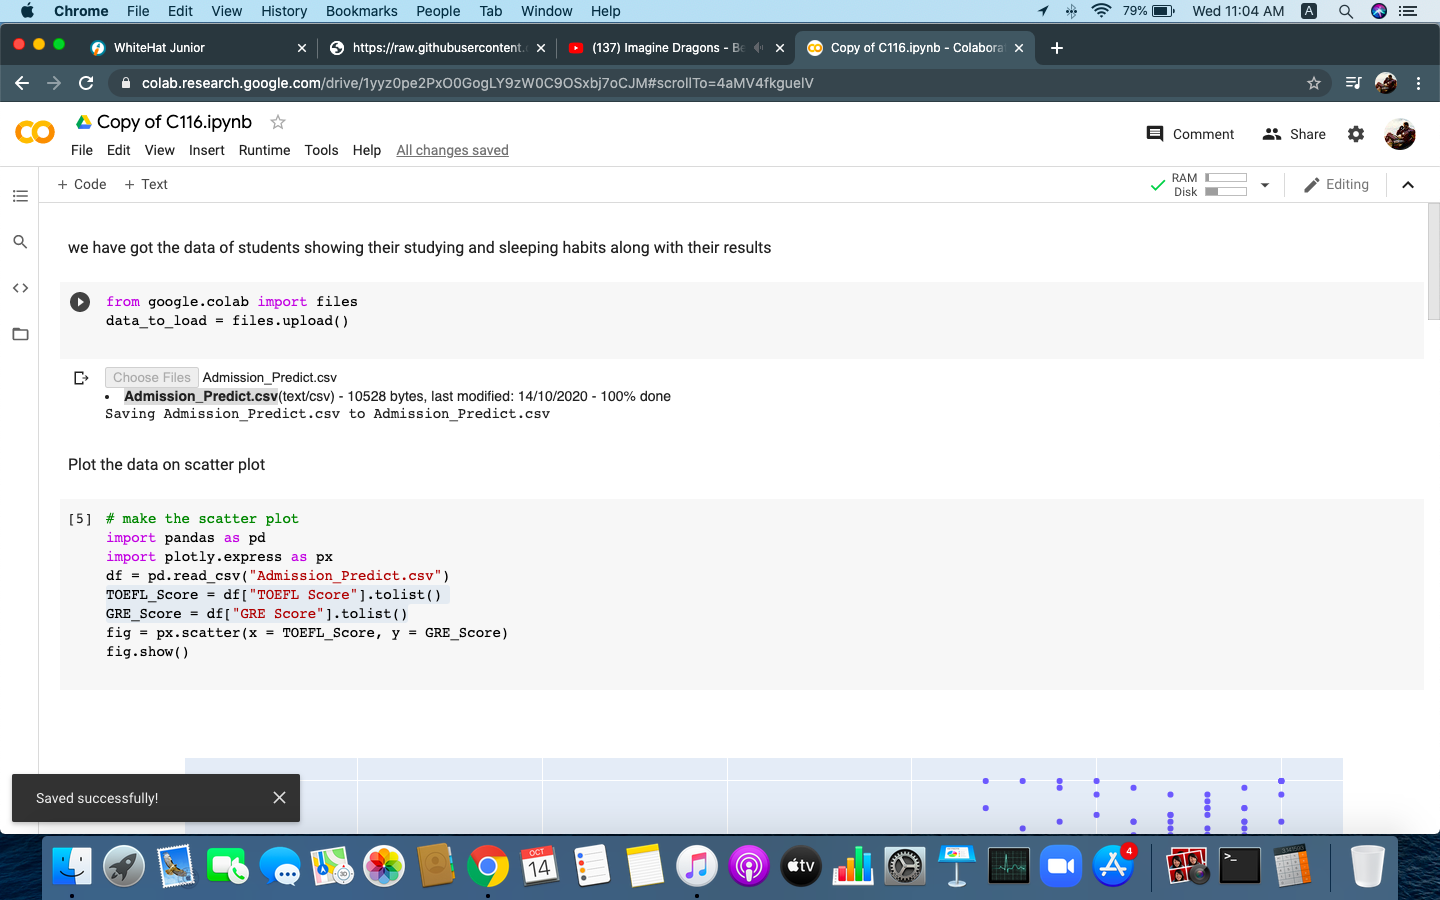 Chrome File Edit View History Bookmarks People Tab Window Help 79% Wed 11:04 AM A
WhiteHat Junior https://raw.githubusercontent. (137) Imagine Dragons - Be Copy of C116.ipynb - Colabora
colab.research.google.com/drive/1yyz0pe2PxO0GogLY9zW0C9OSxbj7oCJM#scrollTo=4aMV4fkguelV
Copy of C116.ipynb
Comment Share
File Edit View Insert Runtime Tools Help All changes saved
+ Code + Text
RAM
Disk
Editing
we have got the data of students showing their studying and sleeping habits along with their results
from google.colab import files
data_to_load = files.upload()
Choose Files Admission_Predict.csv
• Admission_Predict.csv(text/csv) - 10528 bytes, last modified: 14/10/2020 - 100% done
Saving Admission_Predict.csv to Admission_Predict.csv
Plot the data on scatter plot
[5] # make the scatter plot
import pandas as pd
import plotly.express as px
df = pd.read_csv("Admission_Predict.csv")
TOEFL_Score = df["TOEFL Score"].tolist()
GRE_Score = df["GRE Score"].tolist()
fig = px.scatter(x = TOEFL_Score, y = GRE_Score)
fig.show()
Saved successfully!
OCT
14
3D
tv
4
>_